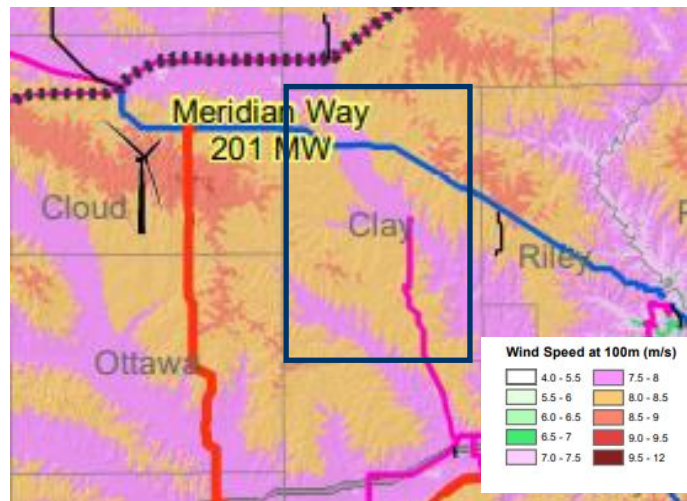 Meridian Way
201 MW
Cloud
Clay
Riley
Ottawa
Wind Speed at 100m (m/s)
4.0 - 5.5
7.5 - 8
5.5 - 6
8.0 - 8.5
6.0 - 6.5
8.5 - 9
6.5 - 7
9.0 - 9.5
7.0 - 7.5
9.5 - 12